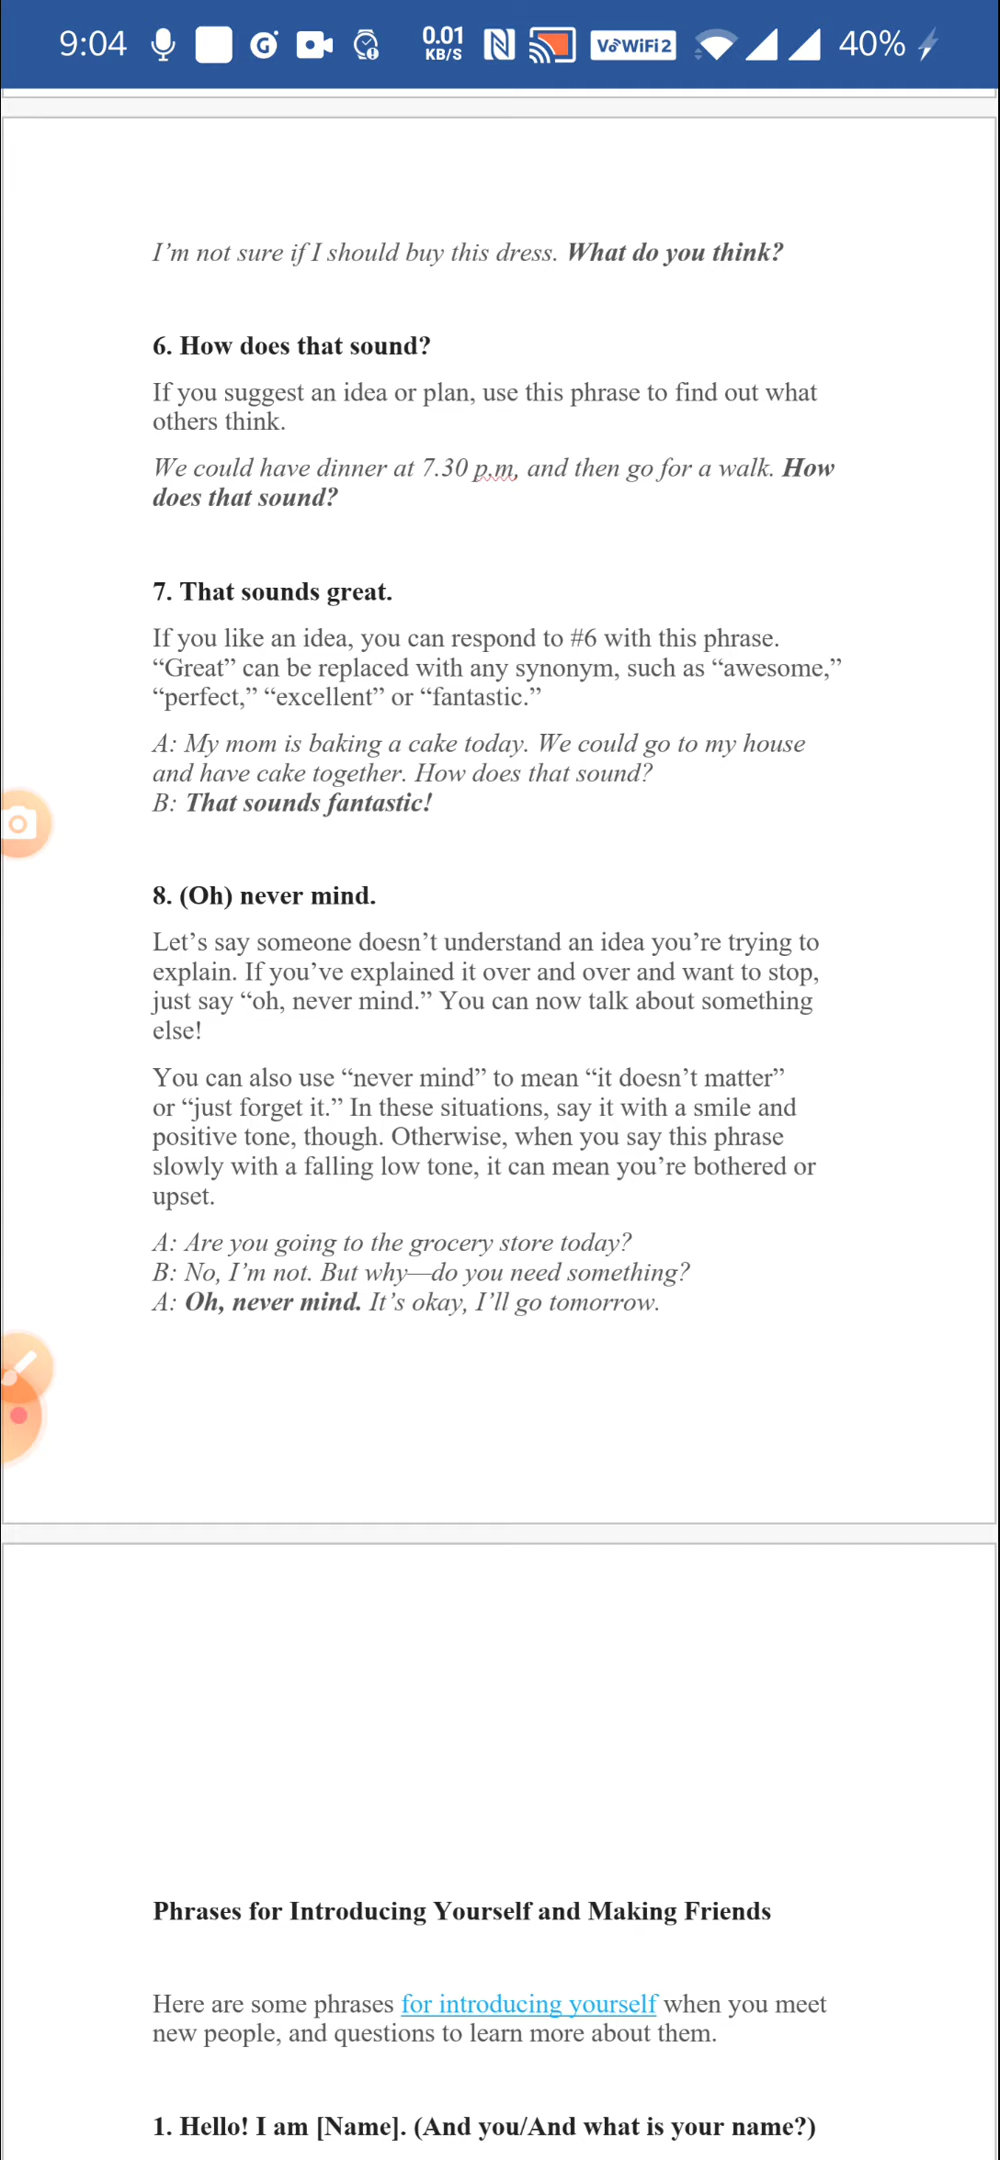 9:04
0.01
KB/S
VoWiFi2
40%
I’m not sure if I should buy this dress. What do you think?
6. How does that sound?
If you suggest an idea or plan, use this phrase to find out what
others think.
We could have dinner at 7.30 p.m, and then go for a walk. How
does that sound?
7. That sounds great.
If you like an idea, you can respond to #6 with this phrase.
“Great” can be replaced with any synonym, such as “awesome,”
“perfect,” “excellent” or “fantastic.”
A: My mom is baking a cake today. We could go to my house
and have cake together. How does that sound?
B: That sounds fantastic!
8. (Oh) never mind.
Let’s say someone doesn’t understand an idea you’re trying to
explain. If you’ve explained it over and over and want to stop,
just say “oh, never mind.” You can now talk about something
else!
You can also use “never mind” to mean “it doesn’t matter”
or “just forget it.” In these situations, say it with a smile and
positive tone, though. Otherwise, when you say this phrase
slowly with a falling low tone, it can mean you’re bothered or
upset.
A: Are you going to the grocery store today?
B: No, I’m not. But why—do you need something?
A: Oh, never mind. It’s okay, I’ll go tomorrow.
Phrases for Introducing Yourself and Making Friends
Here are some phrases for introducing yourself when you meet
new people, and questions to learn more about them.
1. Hello! I am [Name]. (And you/And what is your name?)